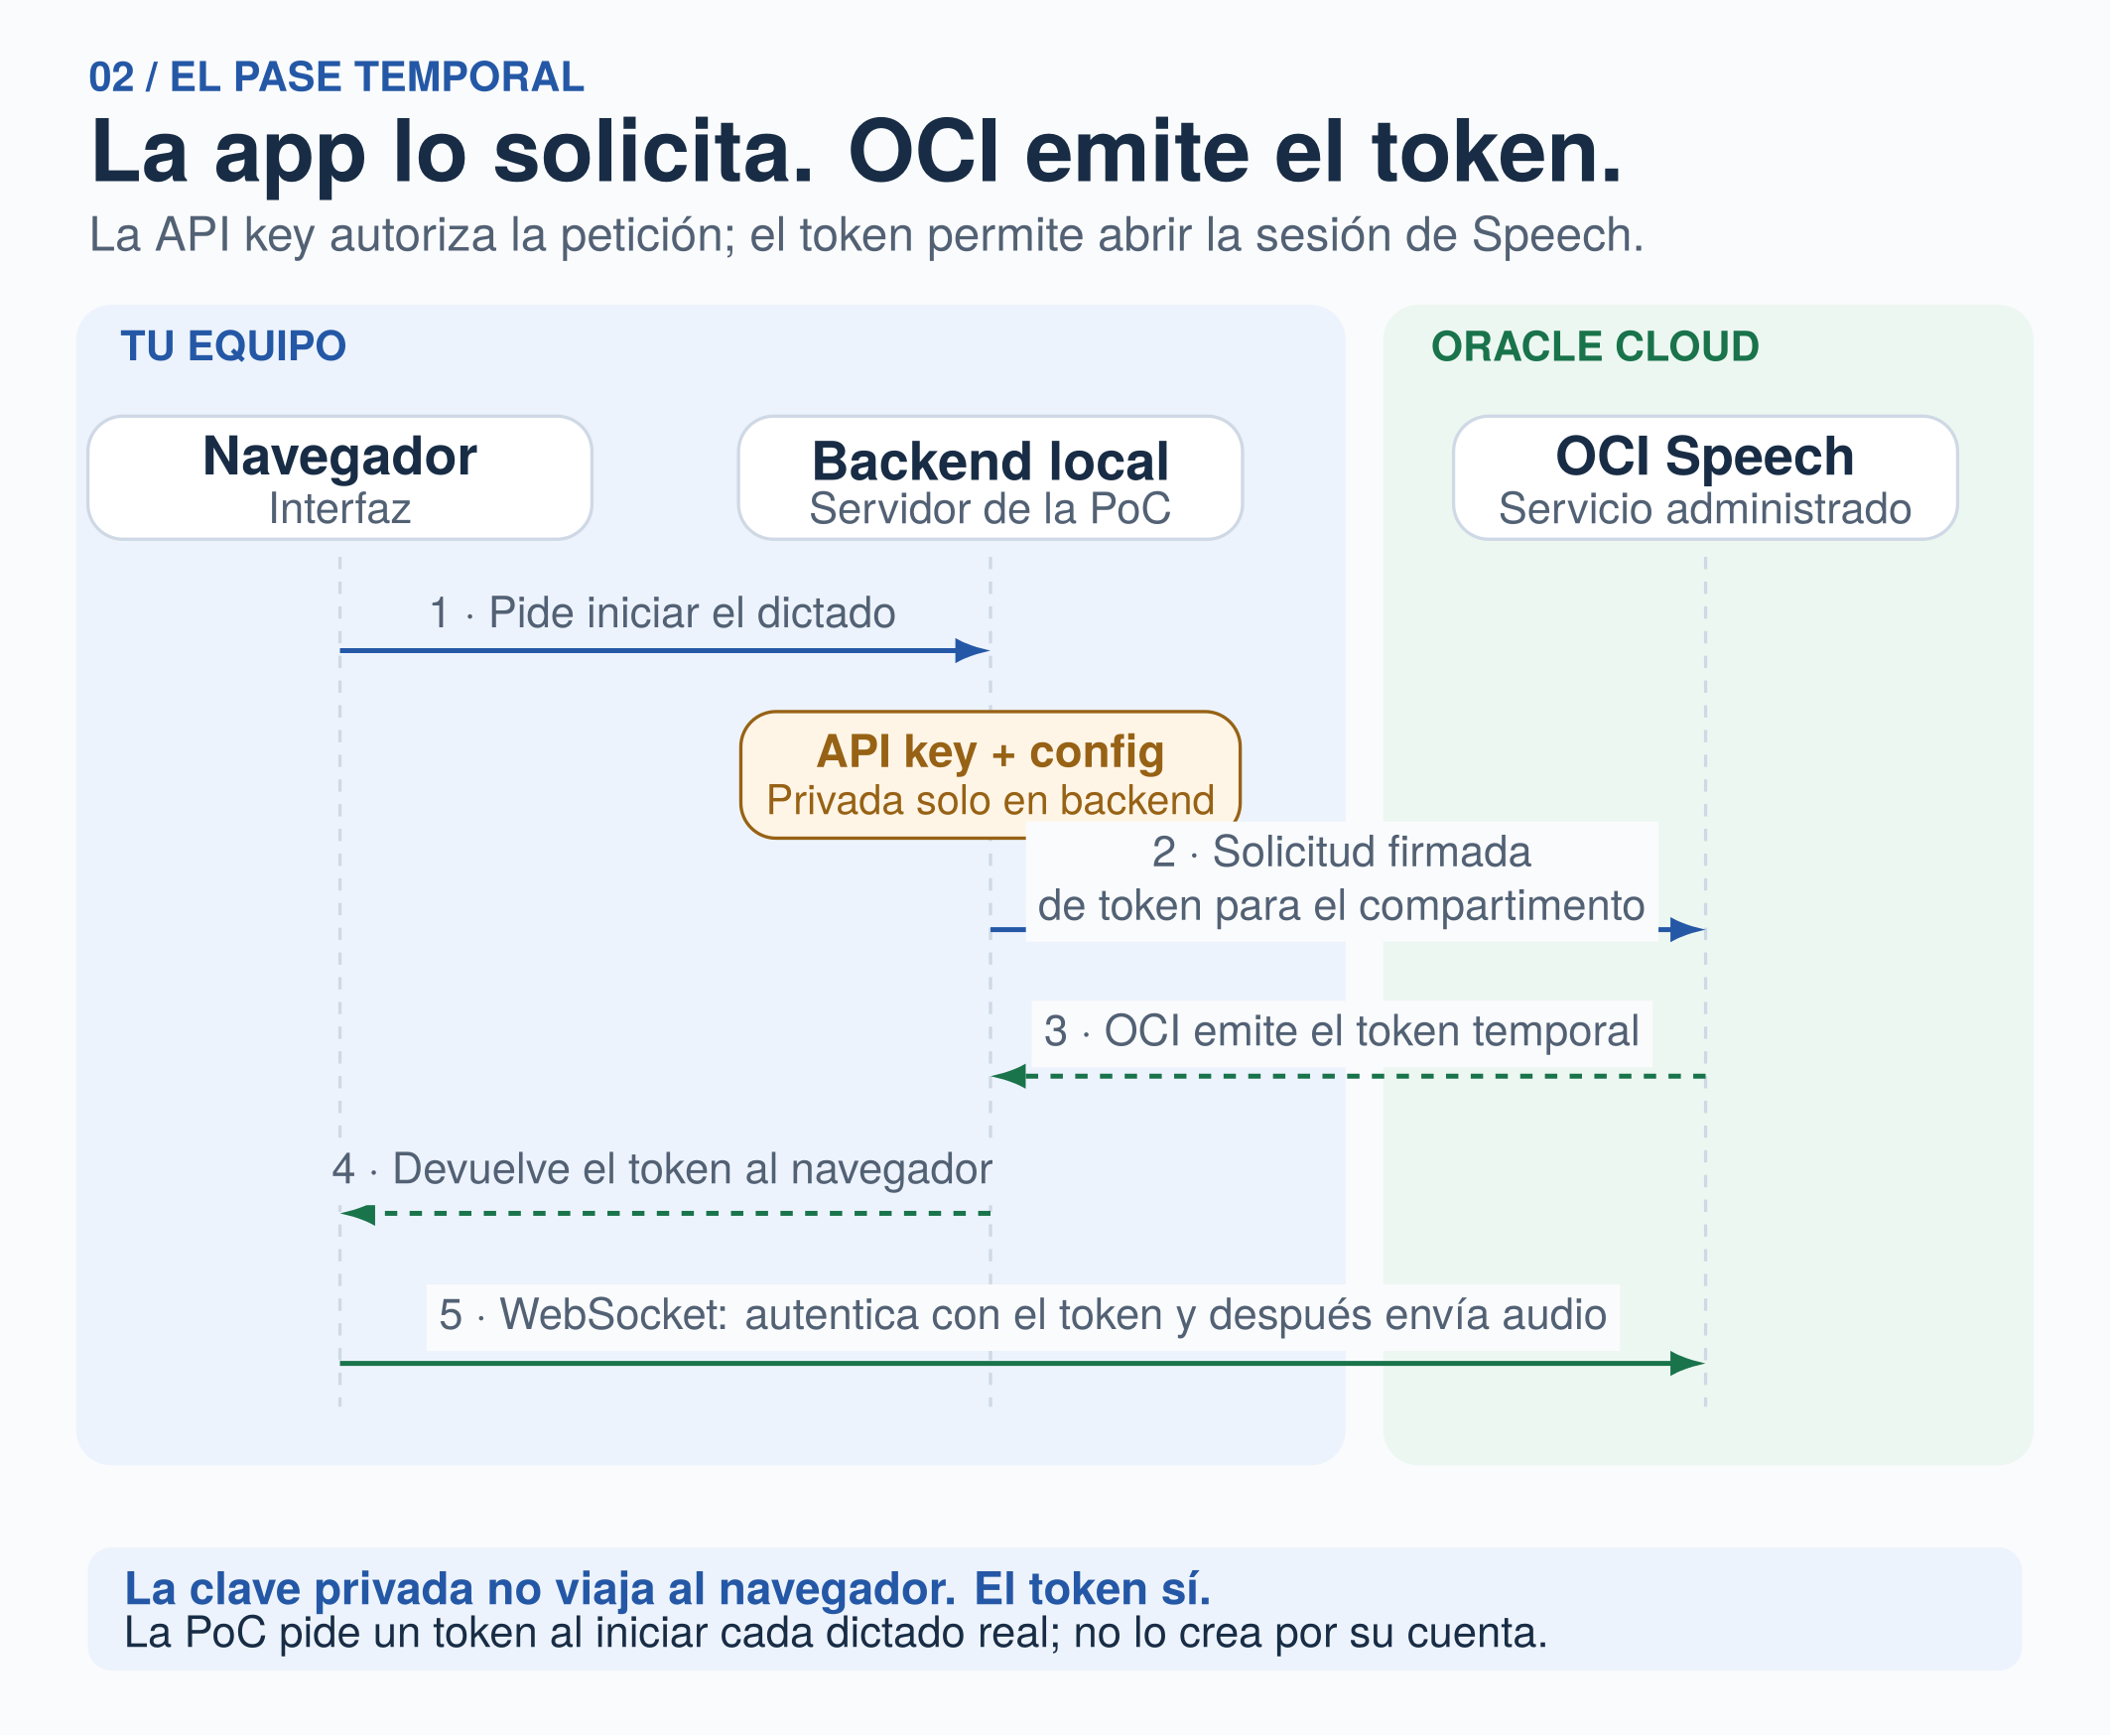 02 / EL PASE TEMPORAL
La app lo solicita. OCI emite el token.
La API key autoriza la petición; el token permite abrir la sesión de Speech.
TU EQUIPO
ORACLE CLOUD
Navegador
Interfaz
Backend local
Servidor de la PoC
OCI Speech
Servicio administrado
1 · Pide iniciar el dictado
API key + config
Privada solo en backend
2 · Solicitud firmada
de token para el compartimento
3 · OCI emite el token temporal
4 · Devuelve el token al navegador
5 · WebSocket: autentica con el token y después envía audio
La clave privada no viaja al navegador. El token sí.
La PoC pide un token al iniciar cada dictado real; no lo crea por su cuenta.